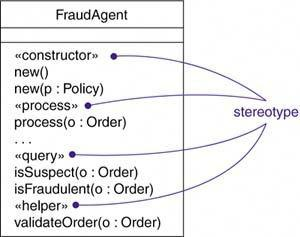 FraudAgent
«constructor»
new()
new(p : Policy)
«process»
process(o : Order)
. . .
«query»
isSuspect(o : Order)
isFraudulent(o : Order)
«helper»
validateOrder(o : Order)
stereotype